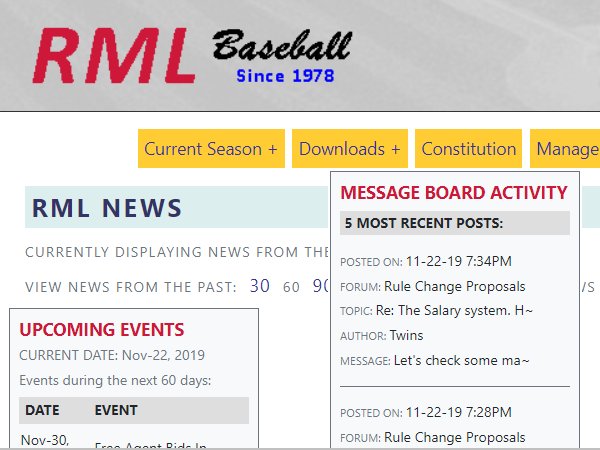 RML Baseball
Since 1978
Current Season +
Downloads +
Constitution
Manage
RML NEWS
CURRENTLY DISPLAYING NEWS FROM THE
VIEW NEWS FROM THE PAST: 30 60 90
WS
MESSAGE BOARD ACTIVITY
5 MOST RECENT POSTS:
POSTED ON: 11-22-19 7:34PM
FORUM: Rule Change Proposals
TOPIC: Re: The Salary system. H~
AUTHOR: Twins
MESSAGE: Let's check some ma~
POSTED ON: 11-22-19 7:28PM
FORUM: Rule Change Proposals
UPCOMING EVENTS
CURRENT DATE: Nov-22, 2019
Events during the next 60 days:
DATE EVENT
Nov-30,
Free Agent Bids In